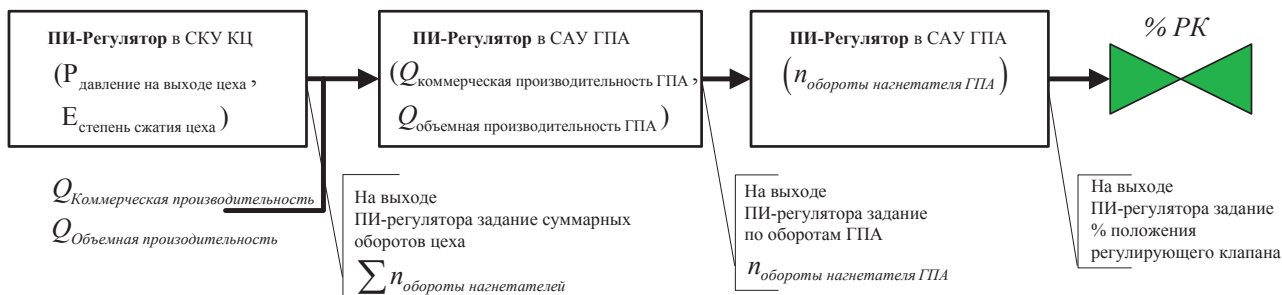 ПИ-Регулятор в СКУ КЦ
(P давление на выходе цеха ,
E степень сжатия цеха )
ПИ-Регулятор в САУ ГПА
(Q коммерческая производительность ГПА ,
Q объемная производительность ГПА )
ПИ-Регулятор в САУ ГПА
(n обороты нагнетателя ГПА )
% РК
Q Коммерческая производительность
Q Объемная произодительность
На выходе
ПИ-регулятора задание суммарных
оборотов цеха
∑ n обороты нагнетателей
На выходе
ПИ-регулятора задание
по оборотам ГПА
n обороты нагнетателя ГПА
На выходе
ПИ-регулятора задание
% положения
регулирующего клапана